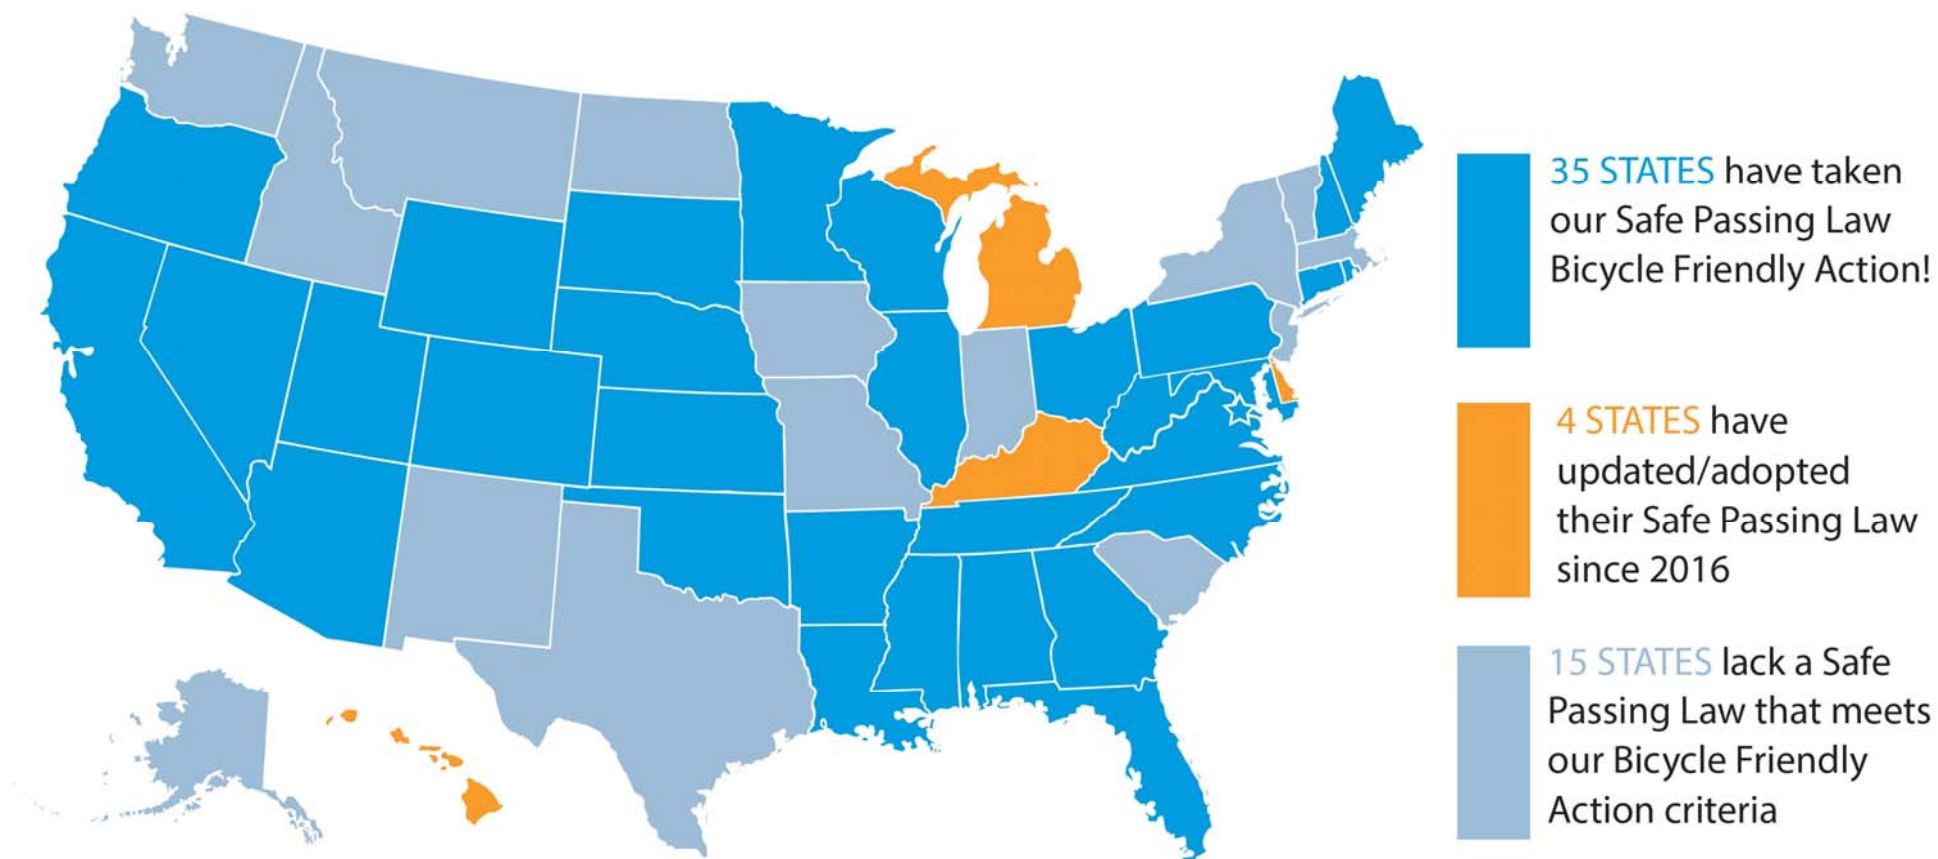 35 STATES have taken
our Safe Passing Law
Bicycle Friendly Action!
4 STATES have
updated/adopted
their Safe Passing Law
since 2016
15 STATES lack a Safe
Passing Law that meets
our Bicycle Friendly
Action criteria